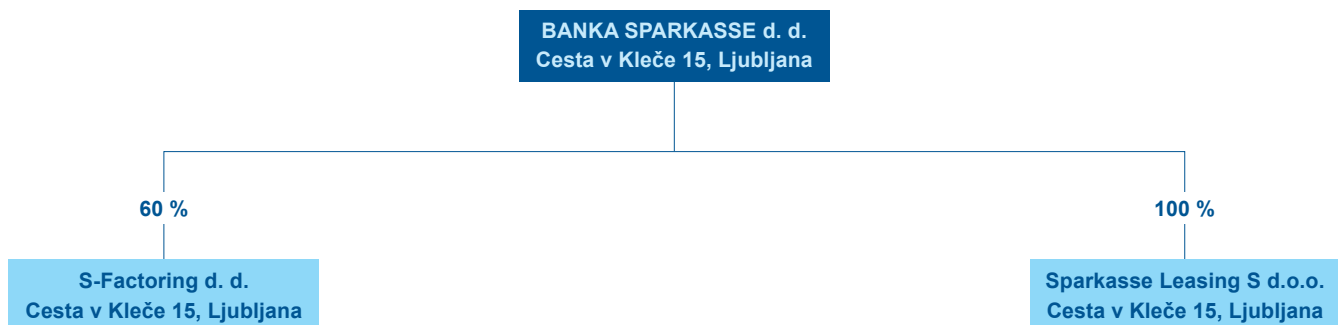 BANKA SPARKASSE d. d.
Cesta v Kleče 15, Ljubljana
60 %
100 %
S-Factoring d. d.
Cesta v Kleče 15, Ljubljana
Sparkasse Leasing S d.o.o.
Cesta v Kleče 15, Ljubljana